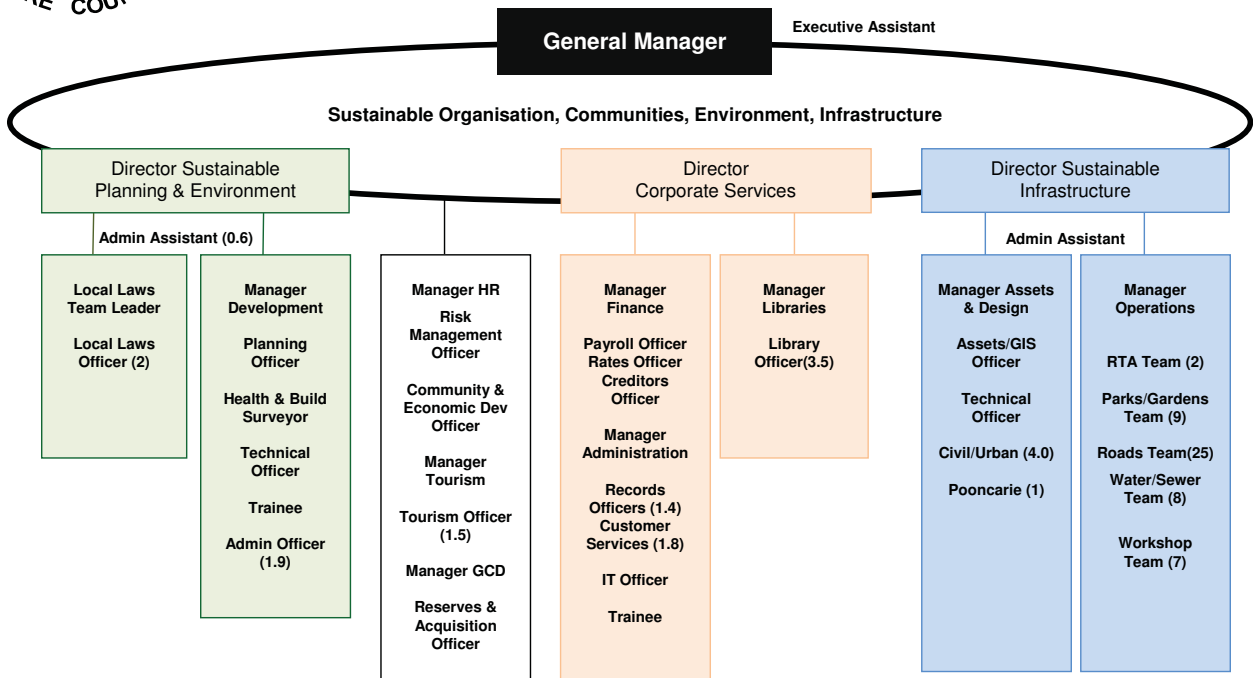 COU
General Manager
Executive Assistant
Sustainable Organisation, Communities, Environment, Infrastructure
Director Sustainable
Planning & Environment
Admin Assistant (0.6)
Local Laws
Team Leader
Local Laws
Officer (2)
Manager
Development
Planning
Officer
Health & Build
Surveyor
Technical
Officer
Trainee
Admin Officer
(1.9)
Manager HR
Risk
Management
Officer
Community &
Economic Dev
Officer
Manager
Tourism
Tourism Officer
(1.5)
Manager GCD
Reserves &
Acquisition
Officer
Director
Corporate Services
Manager
Finance
Payroll Officer
Rates Officer
Creditors
Officer
Manager
Administration
Records
Officers (1.4)
Customer
Services (1.8)
IT Officer
Trainee
Manager
Libraries
Library
Officer(3.5)
Director Sustainable
Infrastructure
Admin Assistant
Manager Assets
& Design
Assets/GIS
Officer
Technical
Officer
Civil/Urban (4.0)
Pooncarie (1)
Manager
Operations
RTA Team (2)
Parks/Gardens
Team (9)
Roads Team(25)
Water/Sewer
Team (8)
Workshop
Team (7)